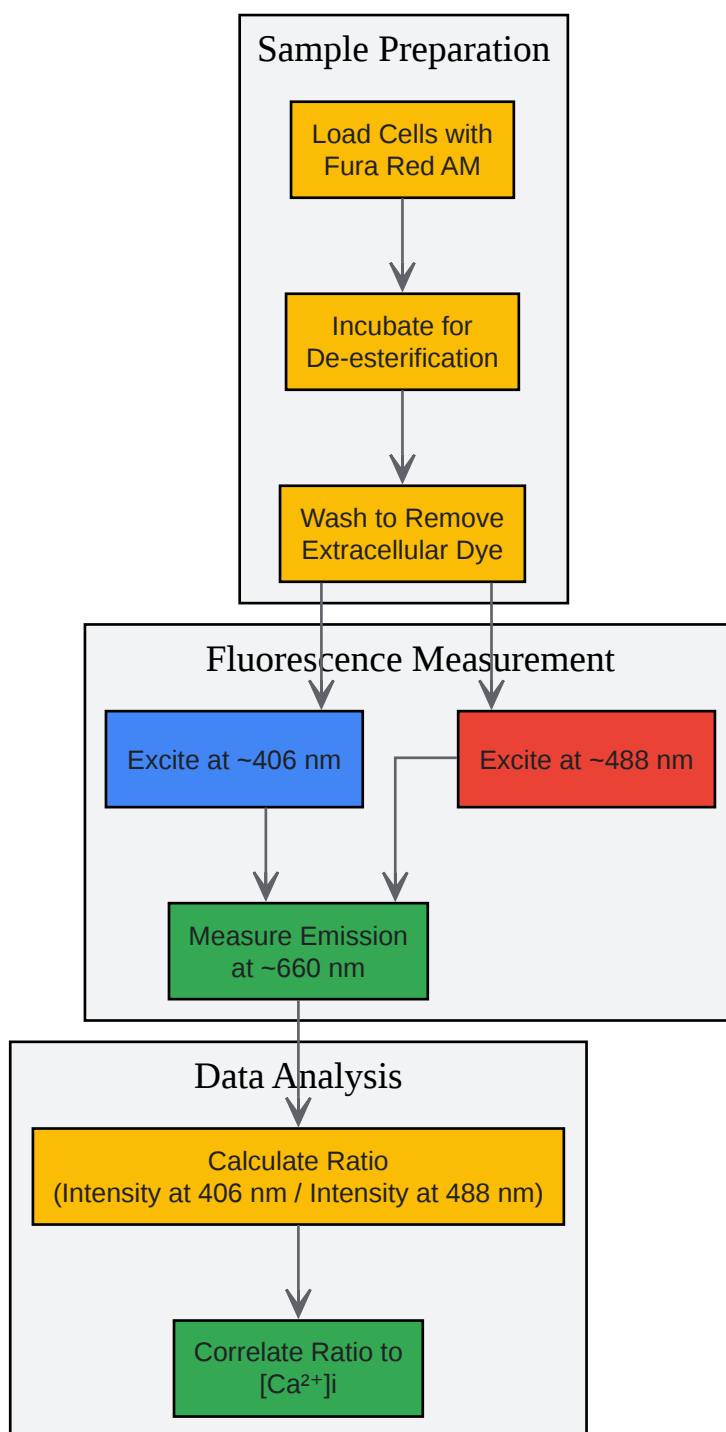 Sample Preparation
Load Cells with
Fura Red AM
Incubate for
De-esterification
Wash to Remove
Extracellular Dye
Fluorescence Measurement
Excite at ~406 nm
Excite at ~488 nm
Measure Emission
at ~660 nm
Data Analysis
Calculate Ratio
(Intensity at 406 nm / Intensity at 488 nm)
Correlate Ratio to
[Ca²⁺]i